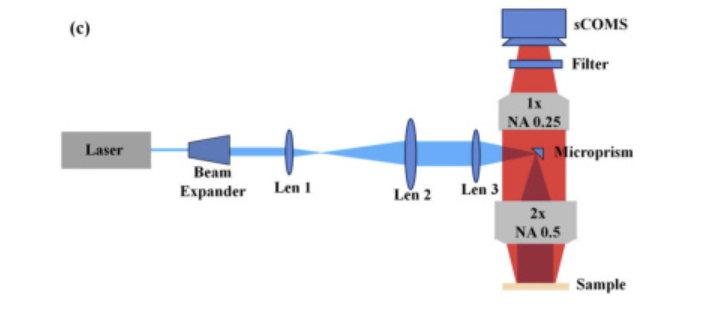 (c)
sCOMS
Filter
1x
NA 0.25
Laser
Microprism
Beam
Expander
Len 1
Len 2
Len 3
2x
NA 0.5
Sample